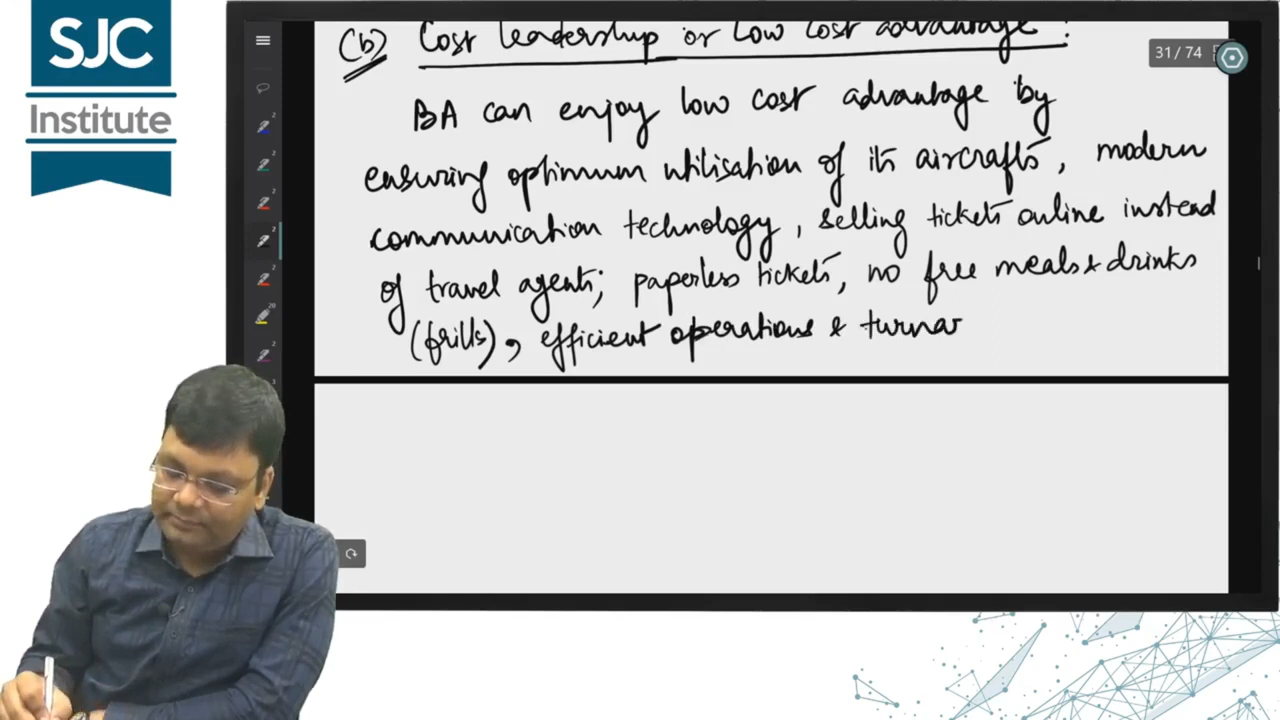 SJC
Institute
31 / 74
(b) Cost leadership or Low cost advantage :
BA can enjoy low cost advantage by
ensuring optimum utilisation of its aircrafts, modern
communication technology, selling tickets online instead
of travel agents; paperless tickets, no free meals & drinks
(frills), efficient operations & turnar